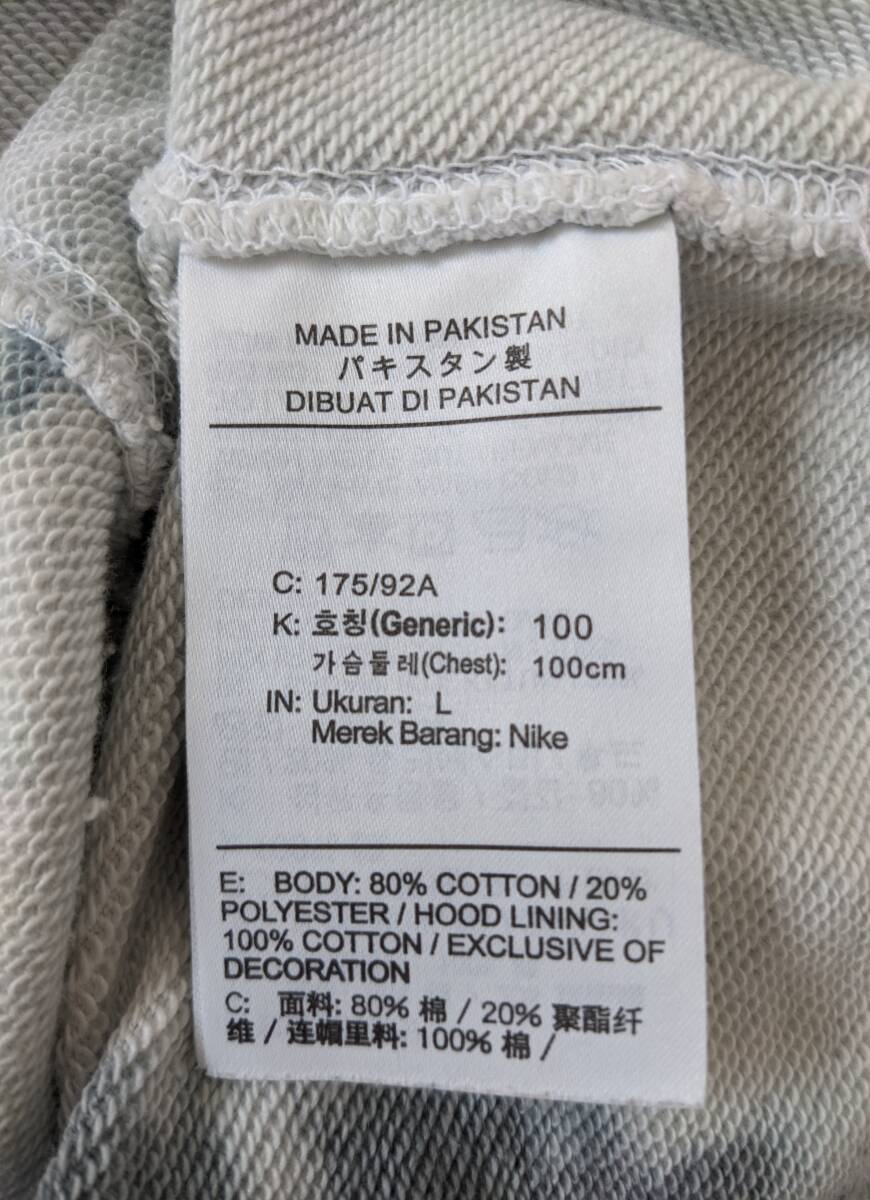 MADE IN PAKISTAN
パキスタン製
DIBUAT DI PAKISTAN
C: 175/92A
K: 호칭(Generic): 100
가슴둘레(Chest): 100cm
IN: Ukuran: L
Merek Barang: Nike
E: BODY: 80% COTTON / 20%
POLYESTER / HOOD LINING:
100% COTTON / EXCLUSIVE OF
DECORATION
C: 面料: 80% 棉 / 20% 聚酯纤
维 / 连帽里料: 100% 棉 /